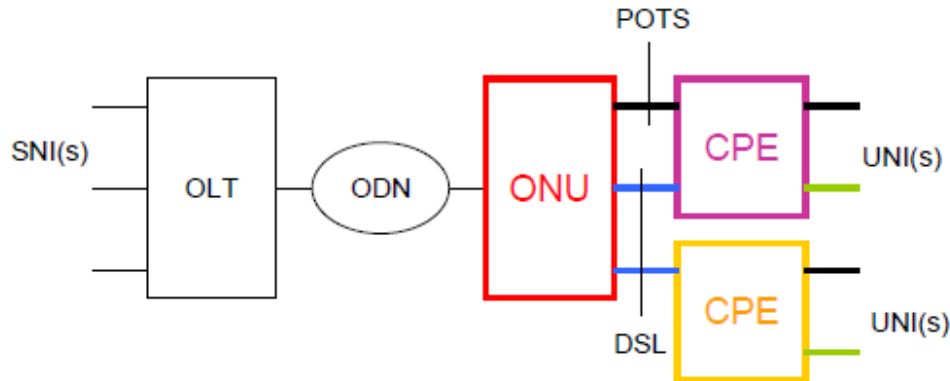 POTS
SNI(s)
OLT
ODN
ONU
CPE
UNI(s)
DSL
CPE
UNI(s)